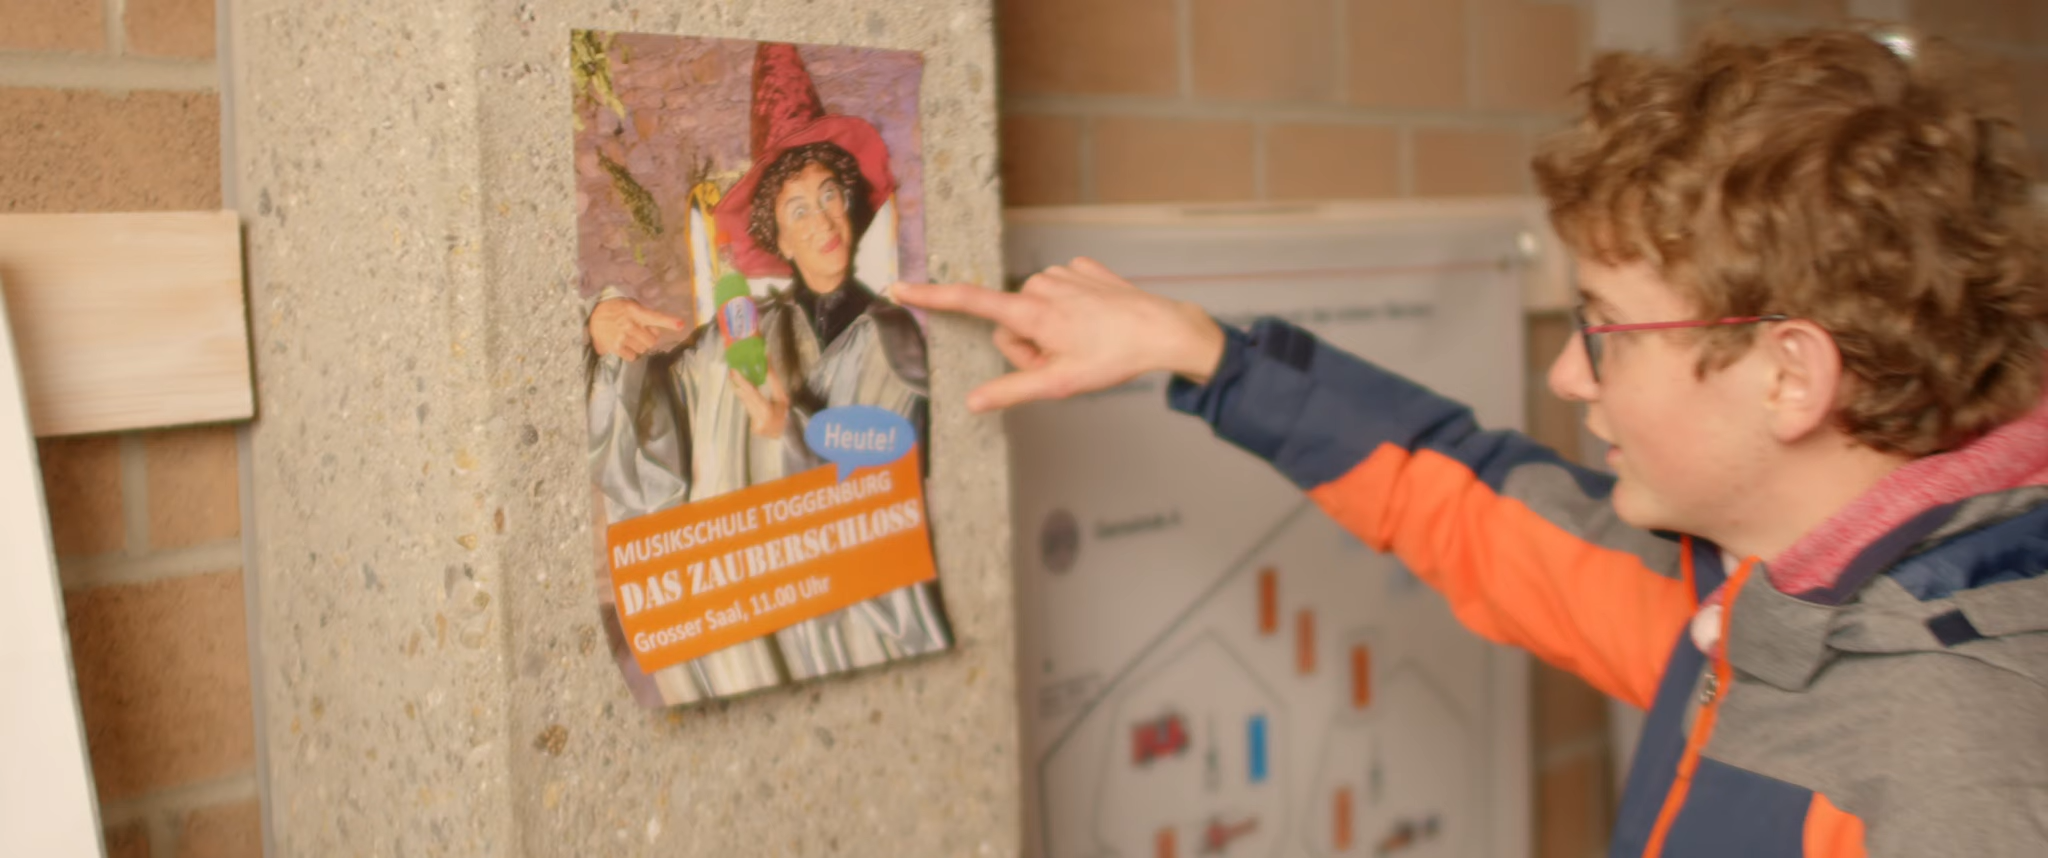 Heute!
MUSIKSCHULE TOGGENBURG
DAS ZAUBERSCHLOSS
Grosser Saal, 11.00 Uhr